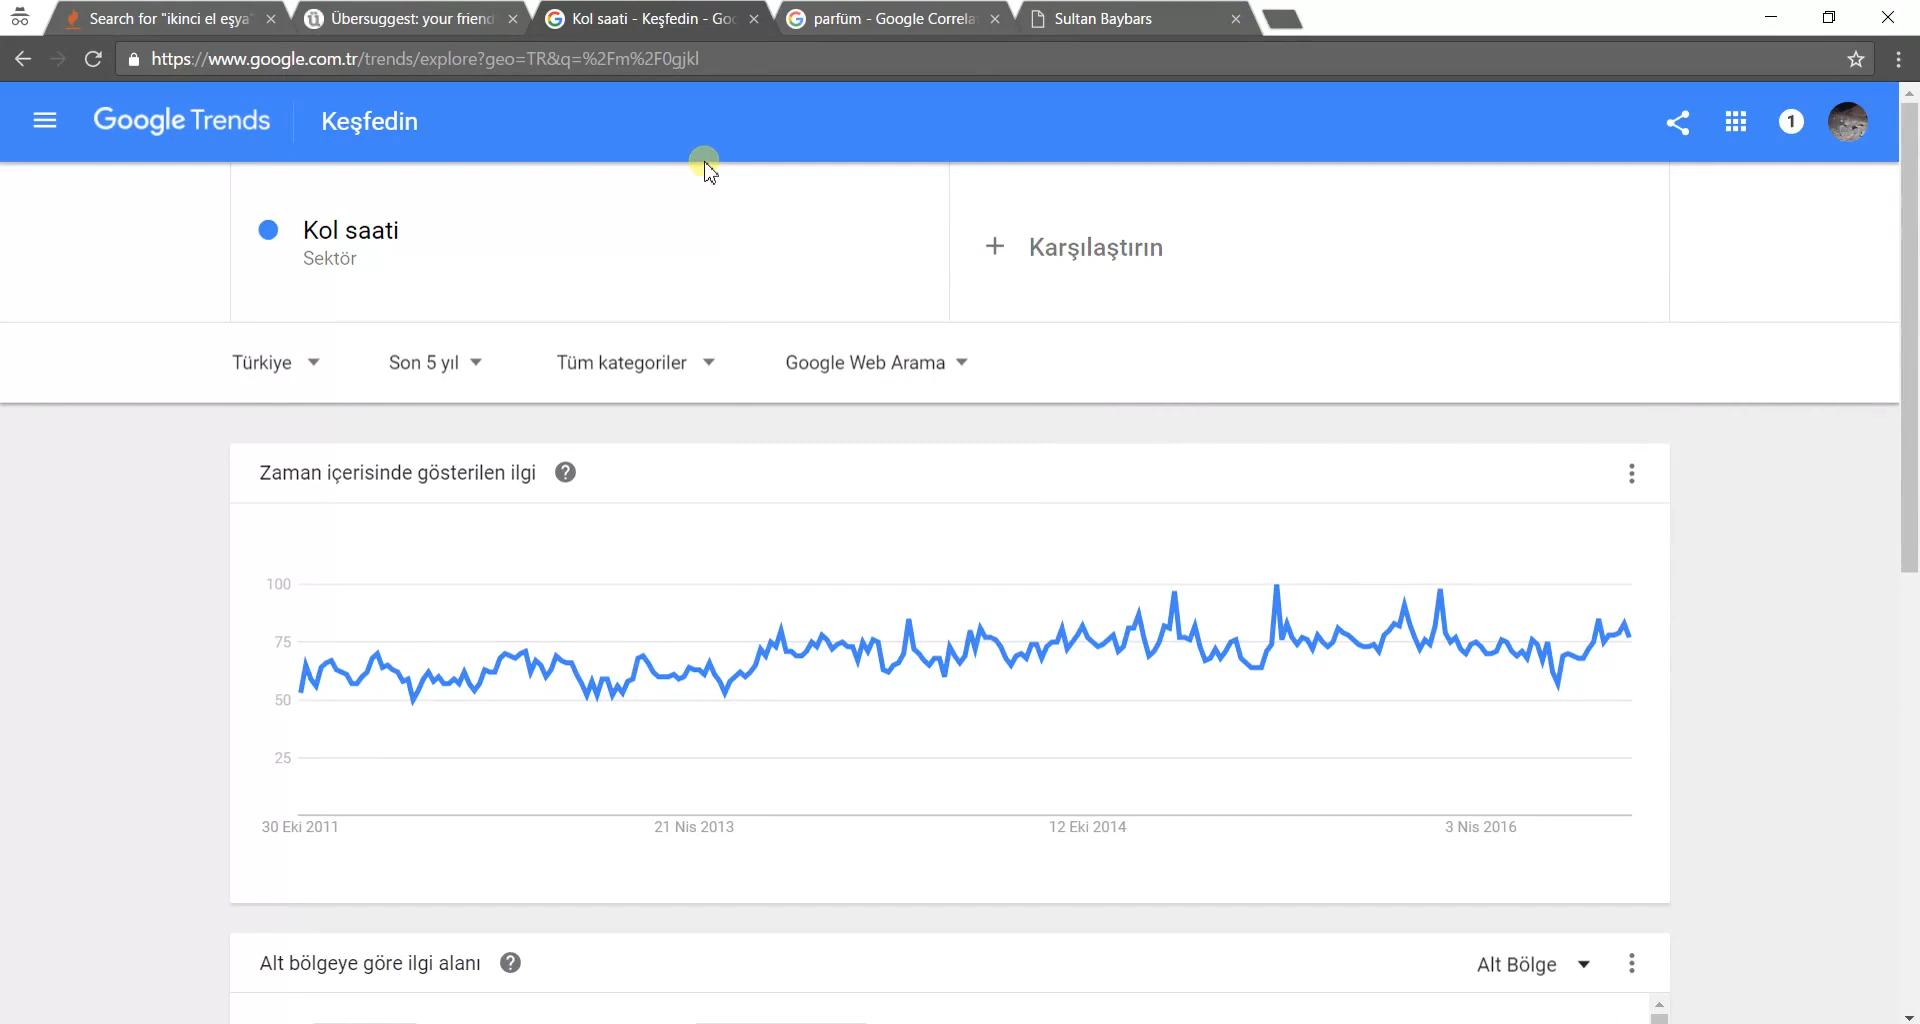 Search for "ikinci el eşya"
Übersuggest: your friend
Kol saati - Keşfedin - Goo
parfüm - Google Correla
Sultan Baybars
https://www.google.com.tr/trends/explore?geo=TR&q=%2Fm%2F0gjkl
Google Trends
Keşfedin
1
Kol saati
Sektör
+ Karşılaştırın
Türkiye
Son 5 yıl
Tüm kategoriler
Google Web Arama
Zaman içerisinde gösterilen ilgi ?
100
75
50
25
30 Eki 2011
21 Nis 2013
12 Eki 2014
3 Nis 2016
Alt bölgeye göre ilgi alanı ?
Alt Bölge